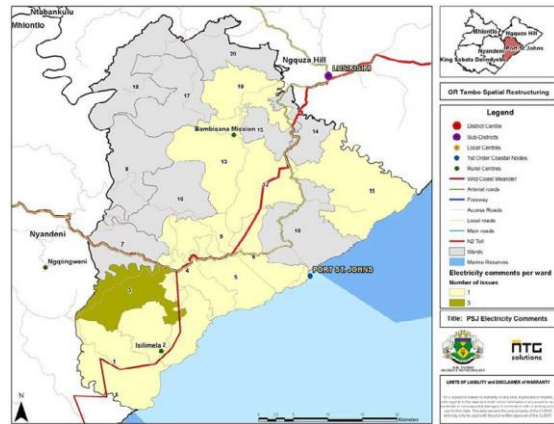 Ntabankulu
Mhlontlo
Ngquza Hill
LUSIKISIKI
20
18
17
19
Bambisana Mission
15
14
13
8
12
11
16
9
10
7
6
4
5
3
Nyandeni
Ngqongweni
PORT ST. JOHNS
Isilimela
2
1
N
Kilometers
Mhlontlo
Ngquza Hill
Nyandeni
Port St Johns
King Sabata Dalindyebo
OR Tambo Spatial Restructuring
Legend
District Centre
Sub-Districts
Local Centres
1st Order Coastal Nodes
Rural Centres
Wild Coast Meander
Arterial roads
Freeway
Access Roads
Local roads
Main roads
N2 Toll
Wards
Marine Reserves
Electricity comments per ward
Number of issues
1
3
Title: PSJ Electricity Comments
NTC
solutions
LIMITS OF LIABILITY and DISCLAIMER of WARRANTY